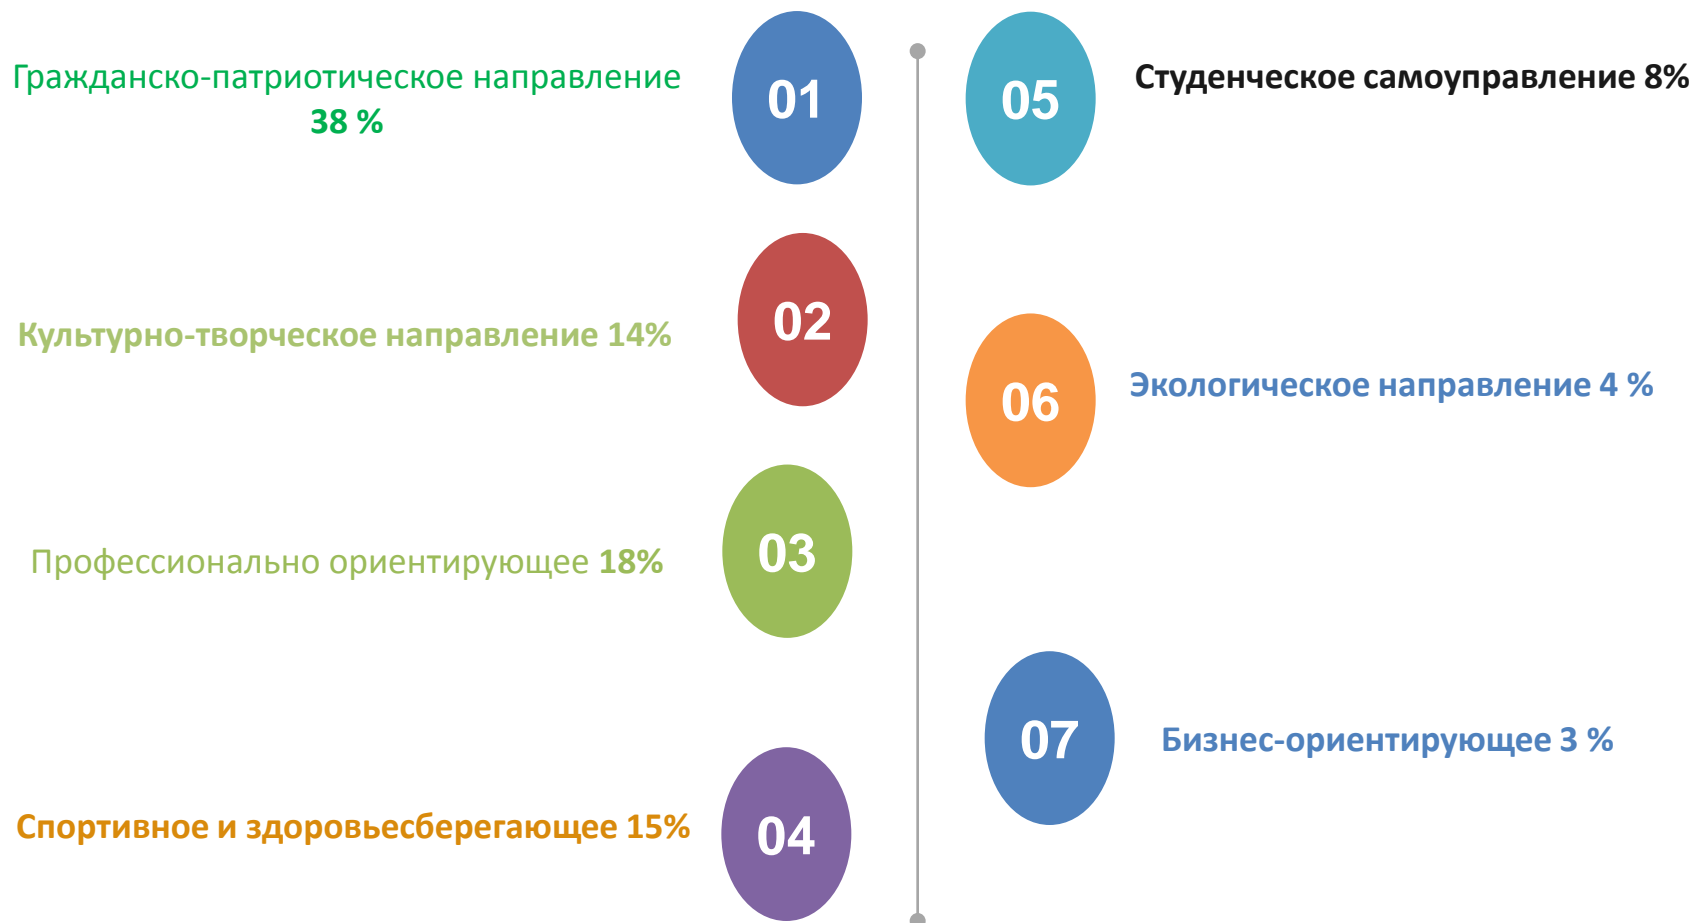 Гражданско-патриотическое направление
38 %
01
Культурно-творческое направление 14%
02
Профессионально ориентирующее 18%
03
Спортивное и здоровьесберегающее 15%
04
05
Студенческое самоуправление 8%
06
Экологическое направление 4 %
07
Бизнес-ориентирующее 3 %